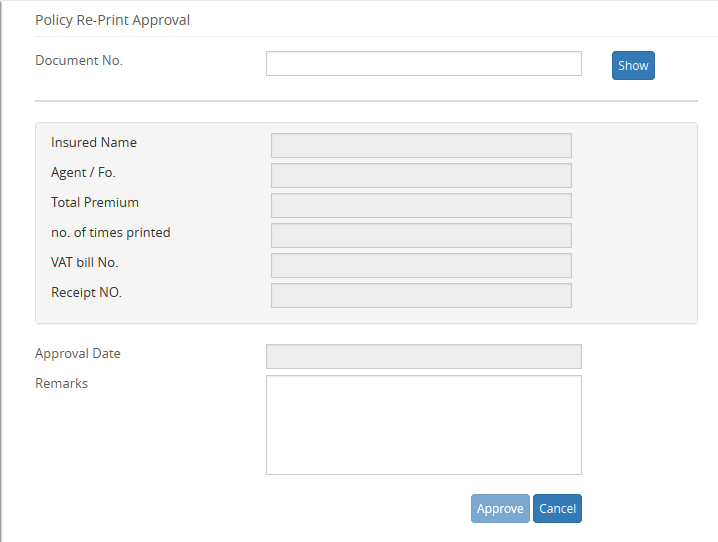 Policy Re-Print Approval
Document No.
Show
Insured Name
Agent / Fo.
Total Premium
no. of times printed
VAT bill No.
Receipt NO.
Approval Date
Remarks
Approve Cancel